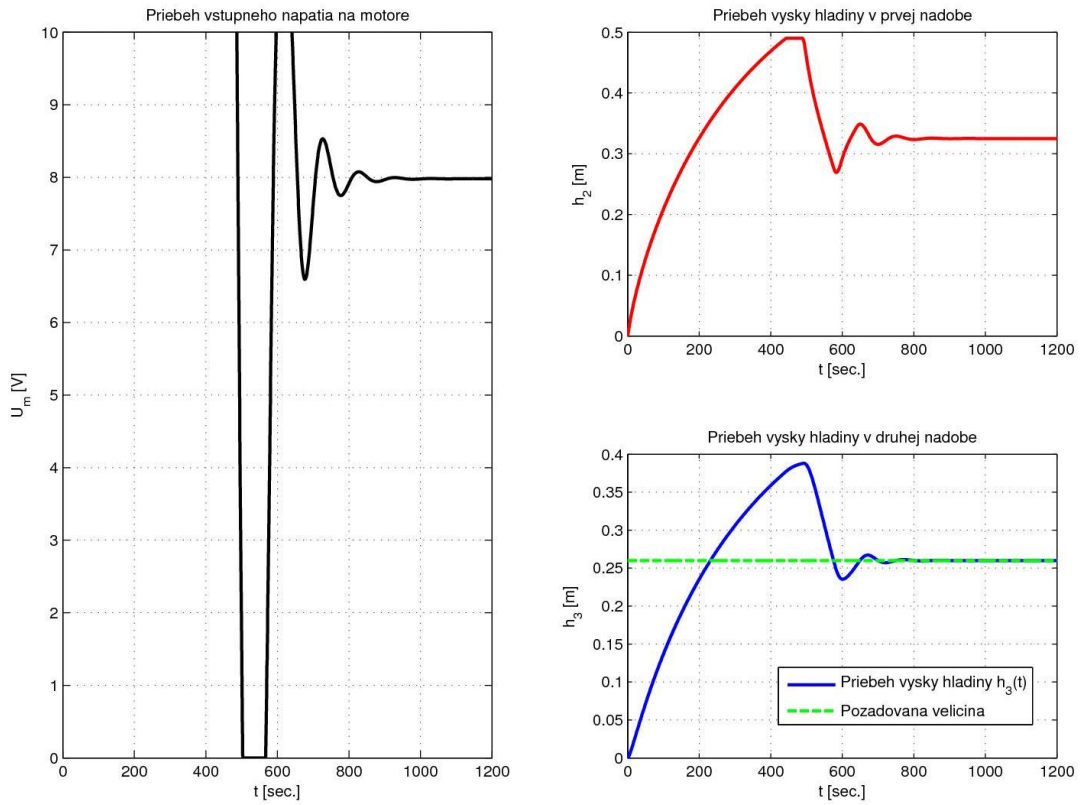 Priebeh vstupneho napatia na motore
10
9
8
7
6
5
4
3
2
1
0
U_m [V]
0 200 400 600 800 1000 1200
t [sec.]
Priebeh vysky hladiny v prvej nadobe
0.5
0.4
0.3
0.2
0.1
0
h_2 [m]
0 200 400 600 800 1000 1200
t [sec.]
Priebeh vysky hladiny v druhej nadobe
0.4
0.35
0.3
0.25
0.2
0.15
0.1
0.05
0
h_3 [m]
Priebeh vysky hladiny h_3(t)
Pozadovana velicina
0 200 400 600 800 1000 1200
t [sec.]